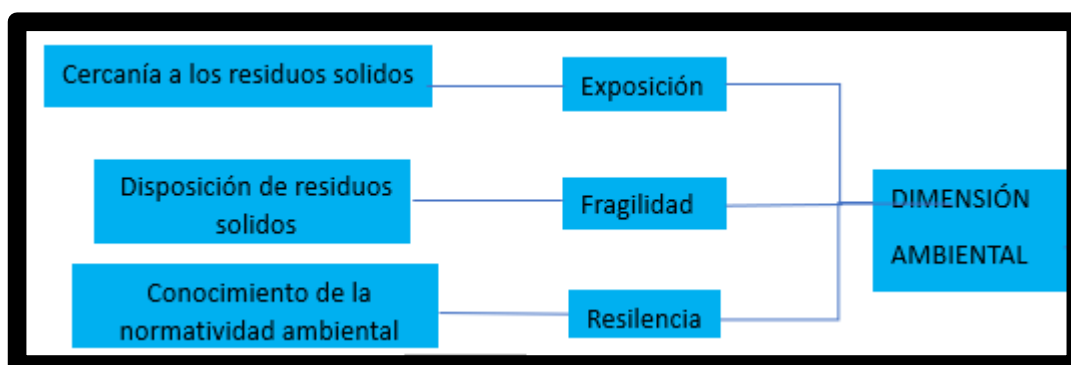 Cercanía a los residuos solidos
Exposición
Disposición de residuos
solidos
Fragilidad
Conocimiento de la
normatividad ambiental
Resilencia
DIMENSIÓN
AMBIENTAL